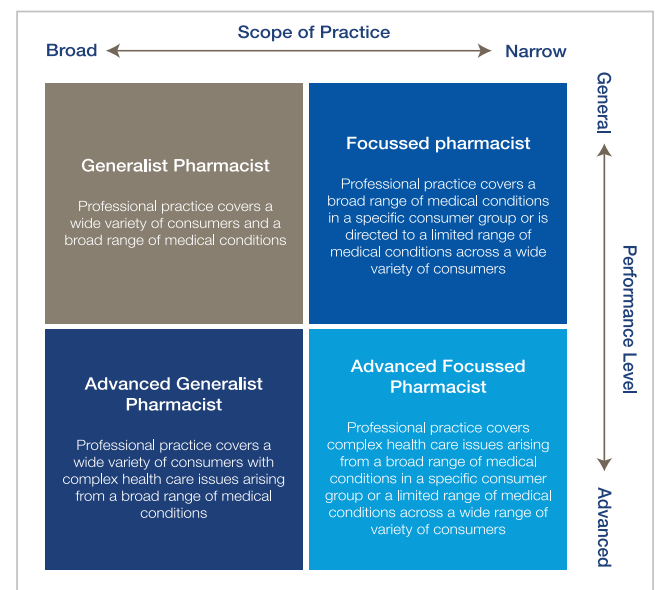 Scope of Practice
Broad
Narrow
Generalist Pharmacist
Professional practice covers a
wide variety of consumers and a
broad range of medical conditions
Focussed pharmacist
Professional practice covers a
broad range of medical conditions
in a specific consumer group or is
directed to a limited range of
medical conditions across a wide
variety of consumers
General
Performance Level
Advanced
Advanced Generalist
Pharmacist
Professional practice covers a
wide variety of consumers with
complex health care issues arising
from a broad range of medical
conditions
Advanced Focussed
Pharmacist
Professional practice covers
complex health care issues arising
from a broad range of medical
conditions in a specific consumer
group or a limited range of medical
conditions across a wide range of
variety of consumers